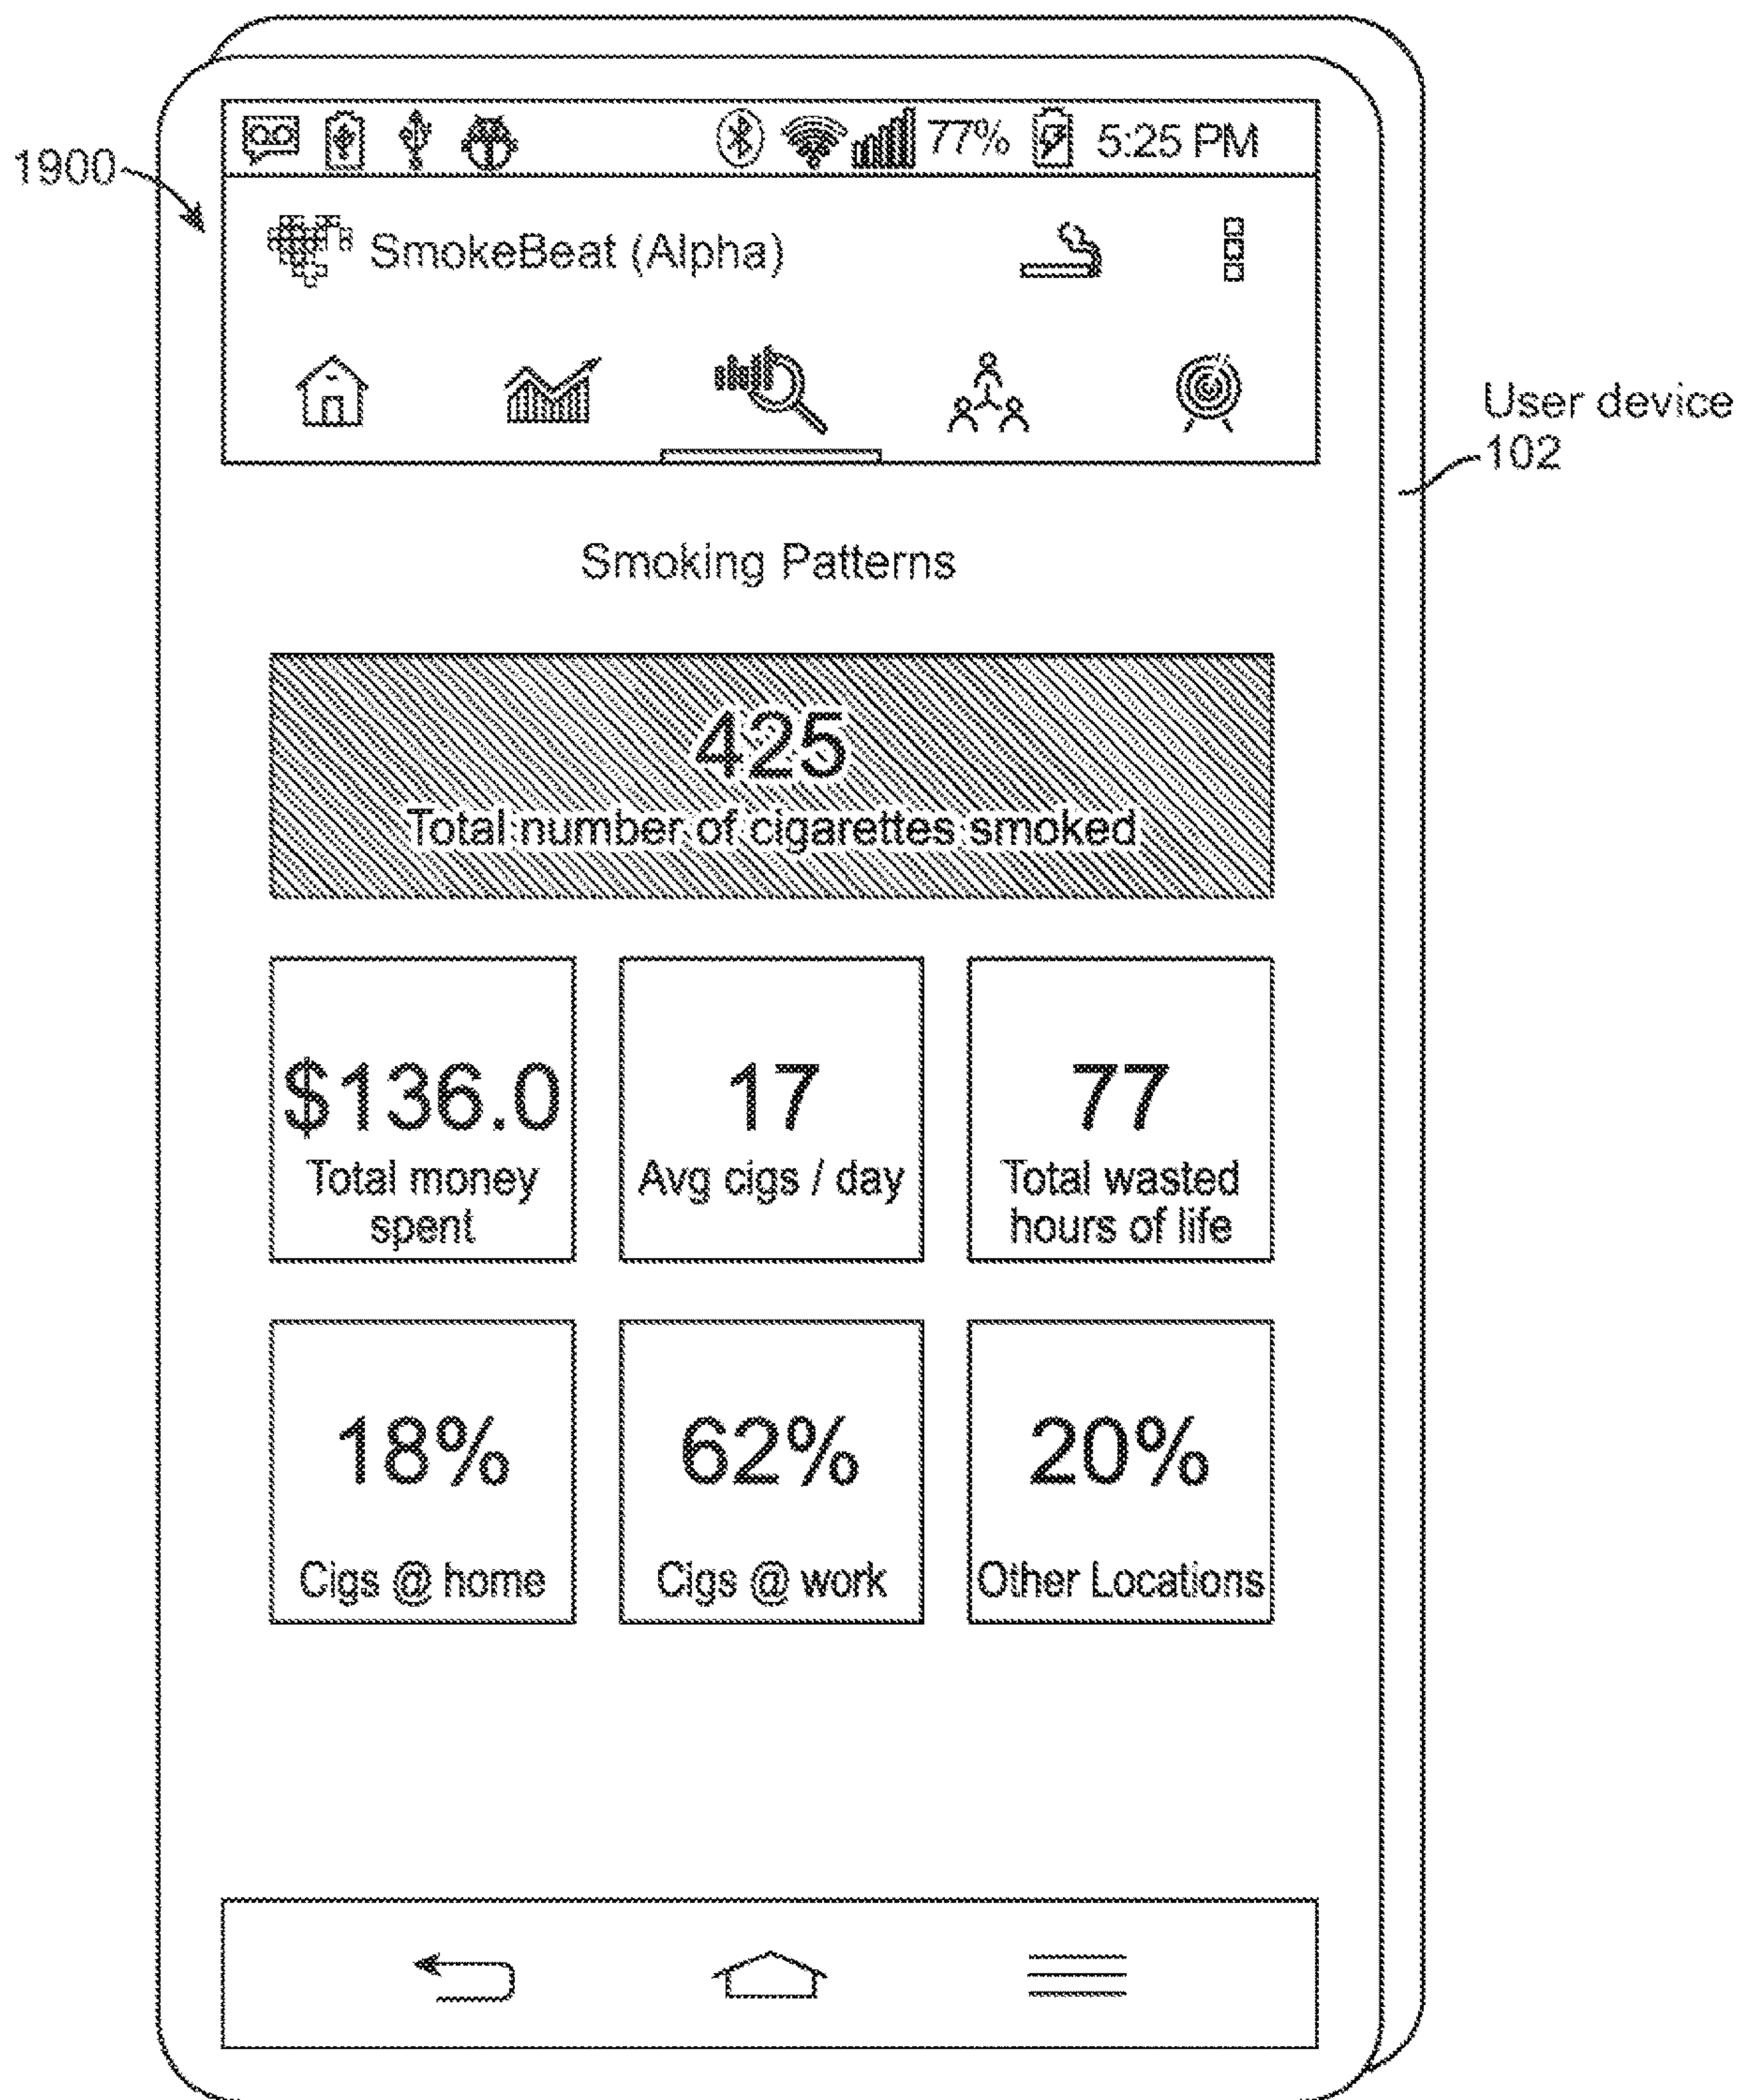 77% 5:25 PM
1900
SmokeBeat (Alpha)
User device
102
Smoking Patterns
425
Total number of cigarettes smoked
$136.0
Total money
spent
17
Avg cigs / day
77
Total wasted
hours of life
18%
Cigs @ home
62%
Cigs @ work
20%
Other Locations